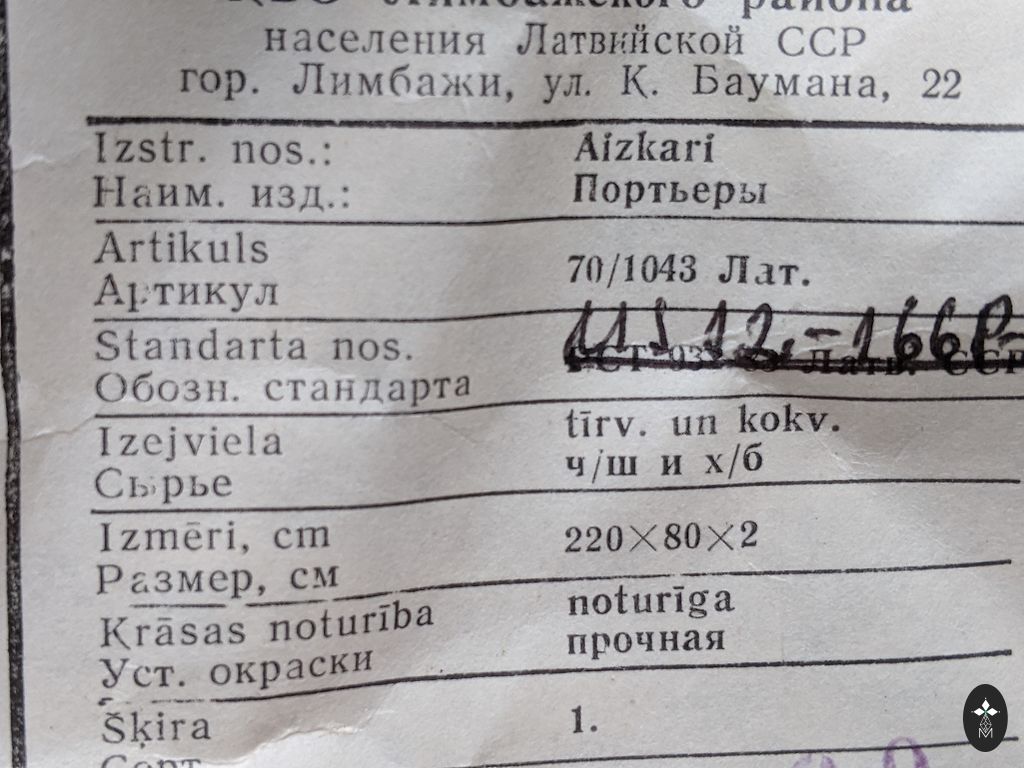 района
населения Латвийской ССР
гор. Лимбажи, ул. К. Баумана, 22
Izstr. nos.: Aizkari
Наим. изд.: Портьеры
Artikuls
Артикул 70/1043 Лат.
Standarta nos.
Обозн. стандарта
Izejviela tīrv. un kokv.
Сырье ч/ш и х/б
Izmēri, cm 220×80×2
Размер, см
Krāsas noturība noturīga
Уст. окраски прочная
Šķira 1.
Сорт